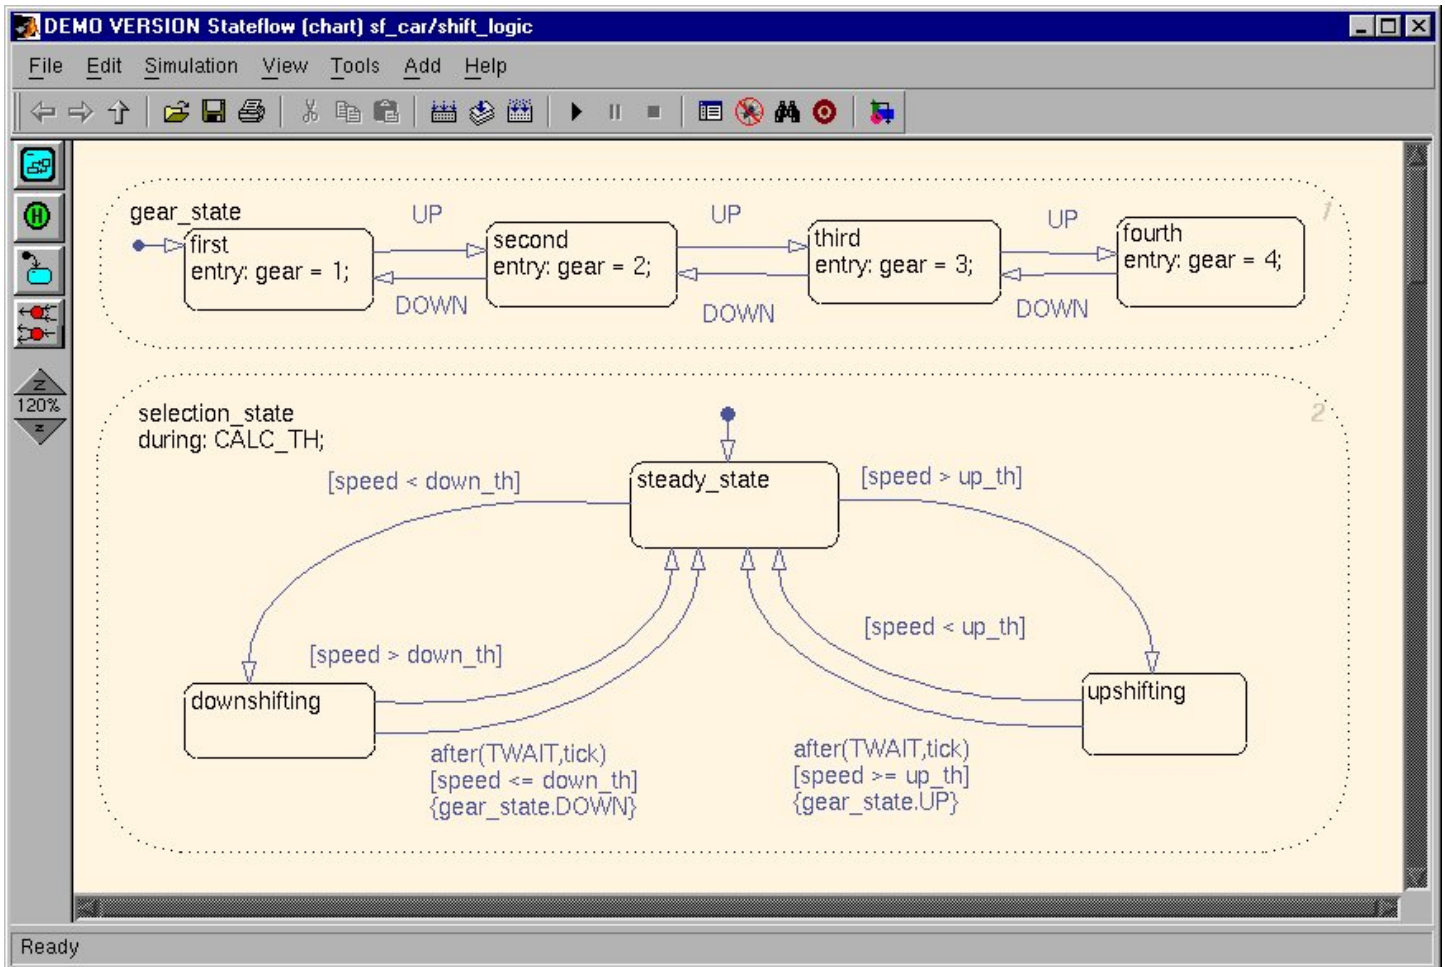 DEMO VERSION Stateflow (chart) sf_car/shift_logic
File Edit Simulation View Tools Add Help
gear_state
UP
UP
UP
1
first
entry: gear = 1;
second
entry: gear = 2;
third
entry: gear = 3;
fourth
entry: gear = 4;
DOWN
DOWN
DOWN
H
Z
120%
z
selection_state
during: CALC_TH;
2
[speed < down_th]
steady_state
[speed > up_th]
[speed > down_th]
[speed < up_th]
downshifting
upshifting
after(TWAIT,tick)
[speed <= down_th]
{gear_state.DOWN}
after(TWAIT,tick)
[speed >= up_th]
{gear_state.UP}
Ready